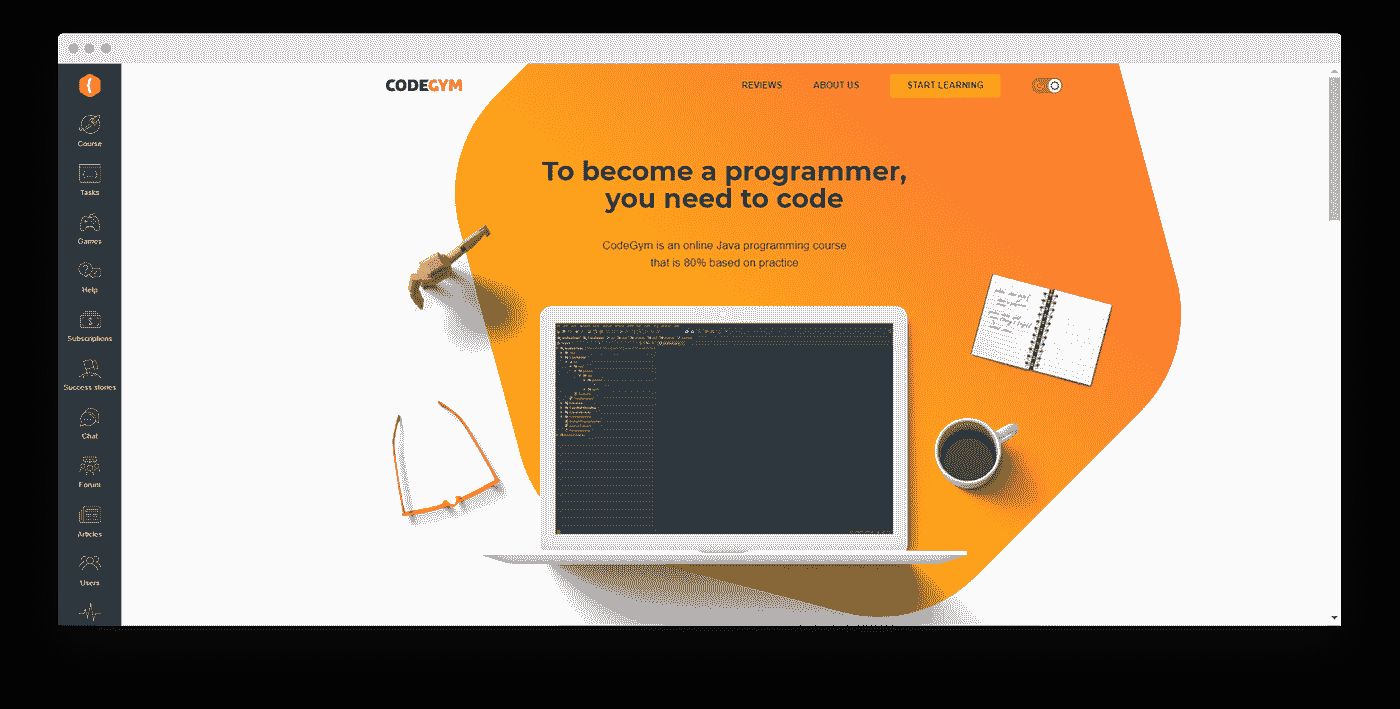 CODEGYM
REVIEWS
ABOUT US
START LEARNING
Course
Tasks
Games
Help
Subscriptions
Success stories
Chat
Forum
Articles
Users
To become a programmer,
you need to code
CodeGym is an online Java programming course
that is 80% based on practice